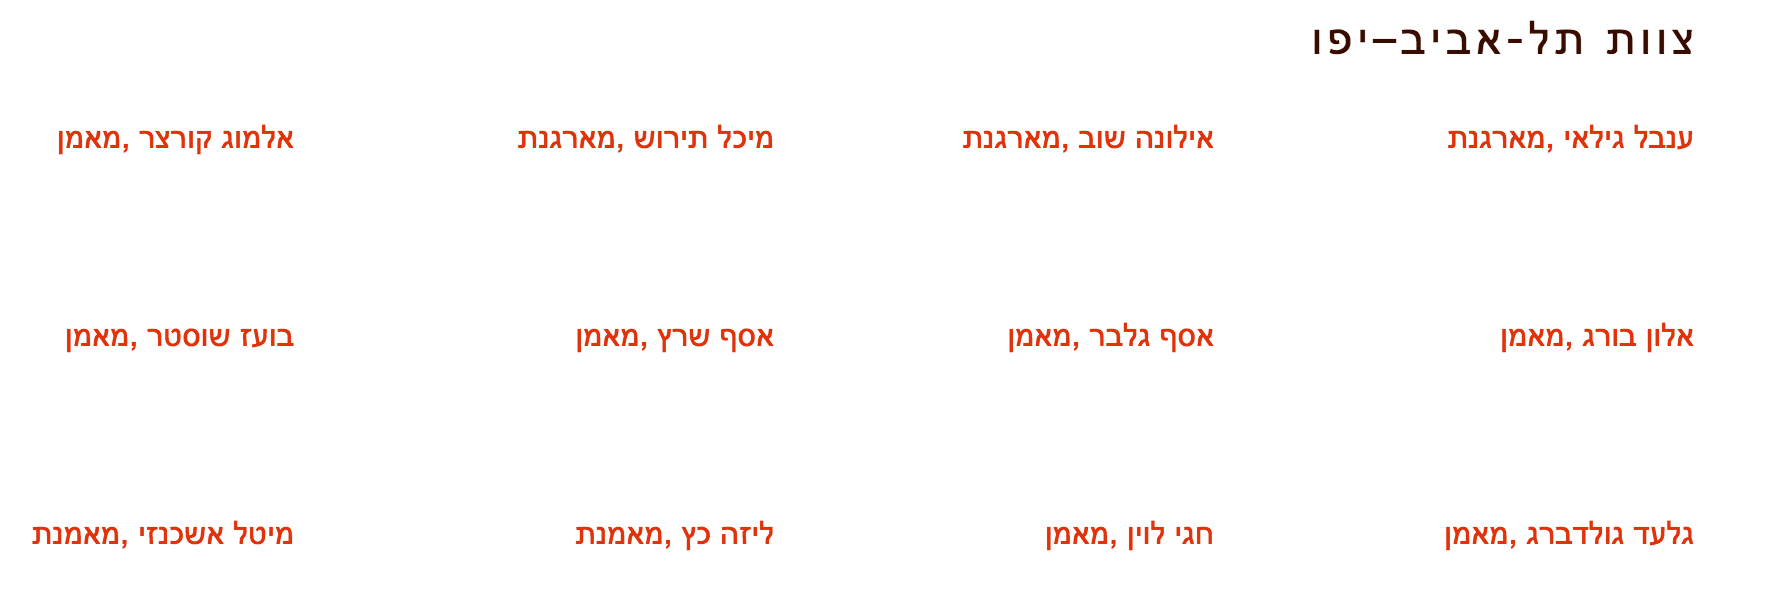 צוות תל-אביב–יפו
ענבל גילאי ,מארגנת
אילונה שוב ,מארגנת
מיכל תירוש ,מארגנת
אלמוג קורצר ,מאמן
אלון בורג ,מאמן
אסף גלבר ,מאמן
אסף שרץ ,מאמן
בועז שוסטר ,מאמן
גלעד גולדברג ,מאמן
חגי לוין ,מאמן
ליזה כץ ,מאמנת
מיטל אשכנזי ,מאמנת